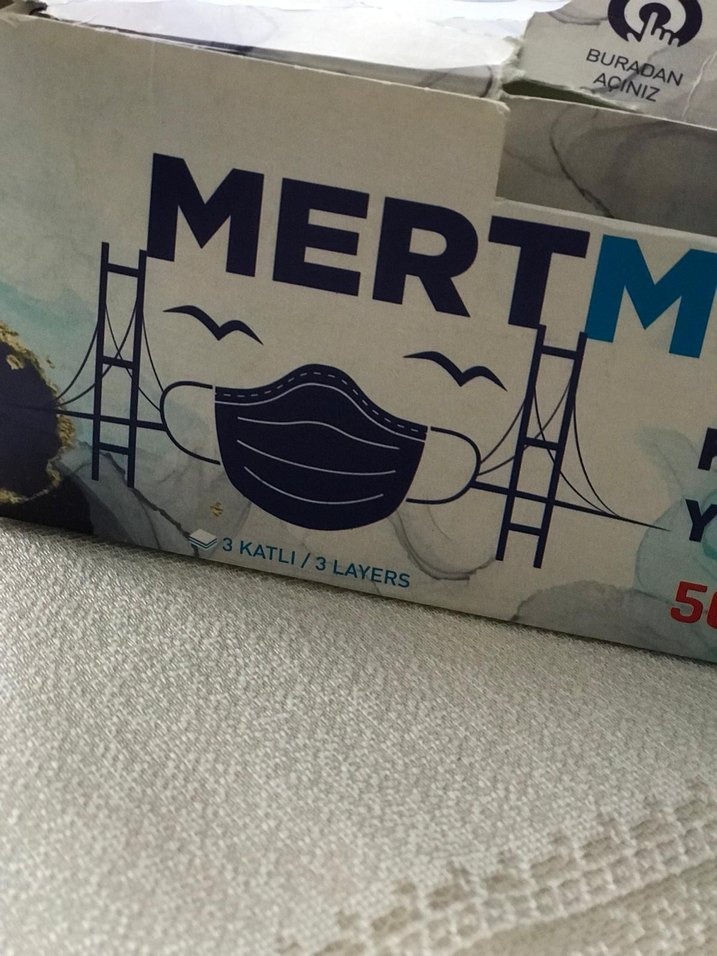 BURADAN
AÇINIZ
MERTM
3 KATLI / 3 LAYERS